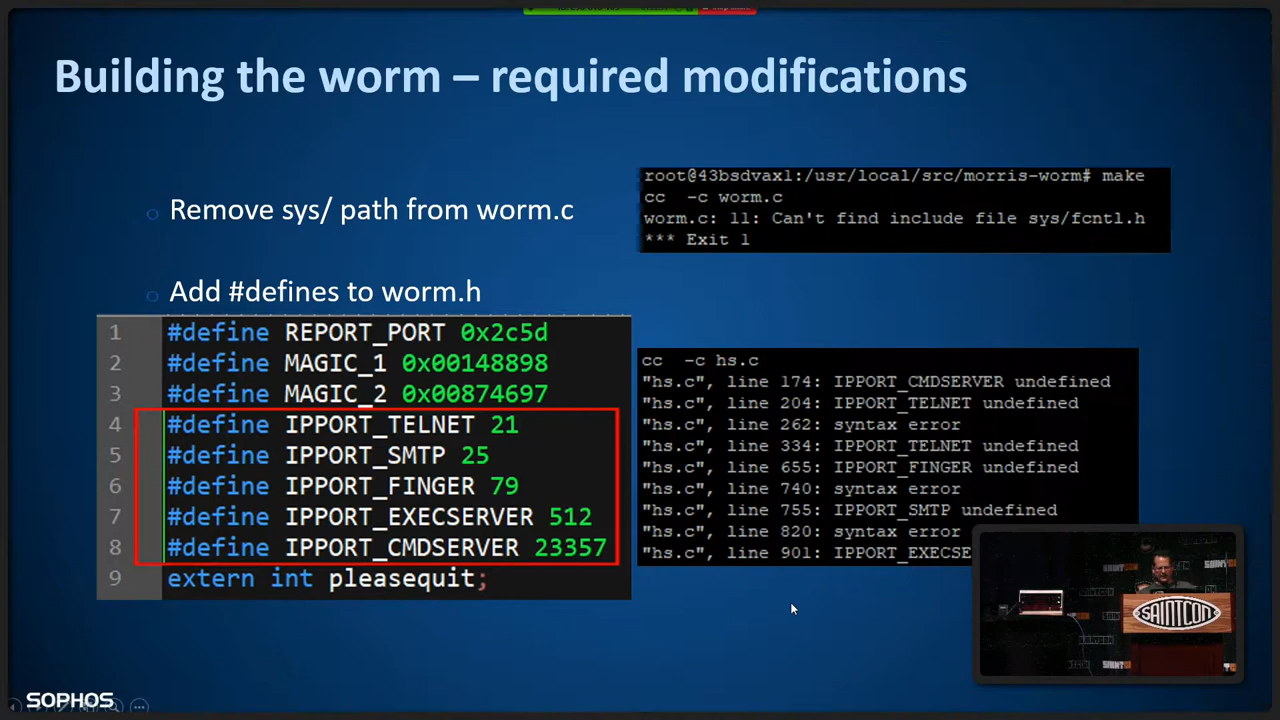 Building the worm – required modifications
Remove sys/ path from worm.c
root@43bsdvax1:/usr/local/src/morris-worm# make
cc -c worm.c
worm.c: 11: Can't find include file sys/fcntl.h
*** Exit 1
Add #defines to worm.h
1 #define REPORT_PORT 0x2c5d
2 #define MAGIC_1 0x00148898
3 #define MAGIC_2 0x00874697
4 #define IPPORT_TELNET 21
5 #define IPPORT_SMTP 25
6 #define IPPORT_FINGER 79
7 #define IPPORT_EXECSERVER 512
8 #define IPPORT_CMDSERVER 23357
9 extern int pleasequit;
cc -c hs.c
"hs.c", line 174: IPPORT_CMDSERVER undefined
"hs.c", line 204: IPPORT_TELNET undefined
"hs.c", line 262: syntax error
"hs.c", line 334: IPPORT_TELNET undefined
"hs.c", line 655: IPPORT_FINGER undefined
"hs.c", line 740: syntax error
"hs.c", line 755: IPPORT_SMTP undefined
"hs.c", line 820: syntax error
"hs.c", line 901: IPPORT_EXECSE
SAINTCON
SOPHOS